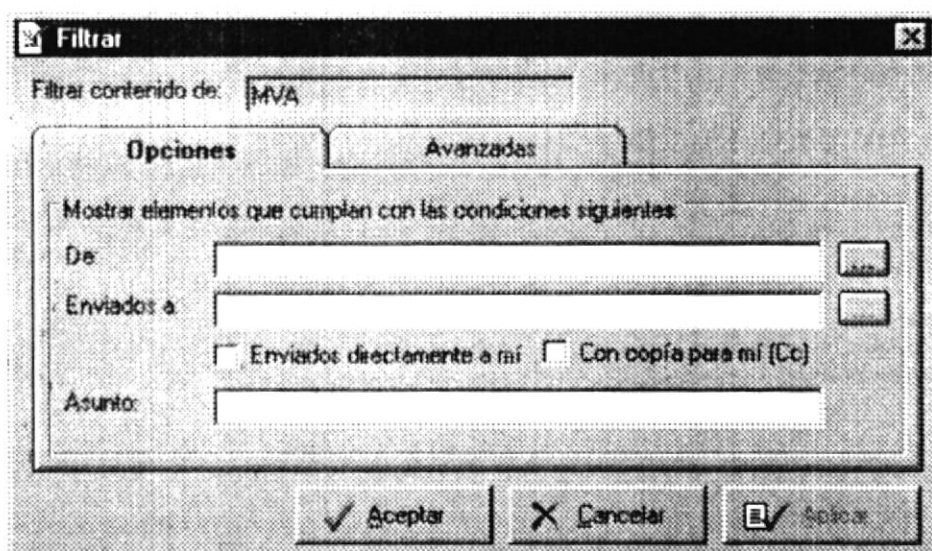 Filtrar
Filtrar contenido de: MVA
Opciones Avanzadas
Mostrar elementos que cumplan con las condiciones siguientes:
De: ...
Enviados a
Enviados directamente a mí Con copía para mí (Cc)
Asunto:
Aceptar Cancelar Aplicar